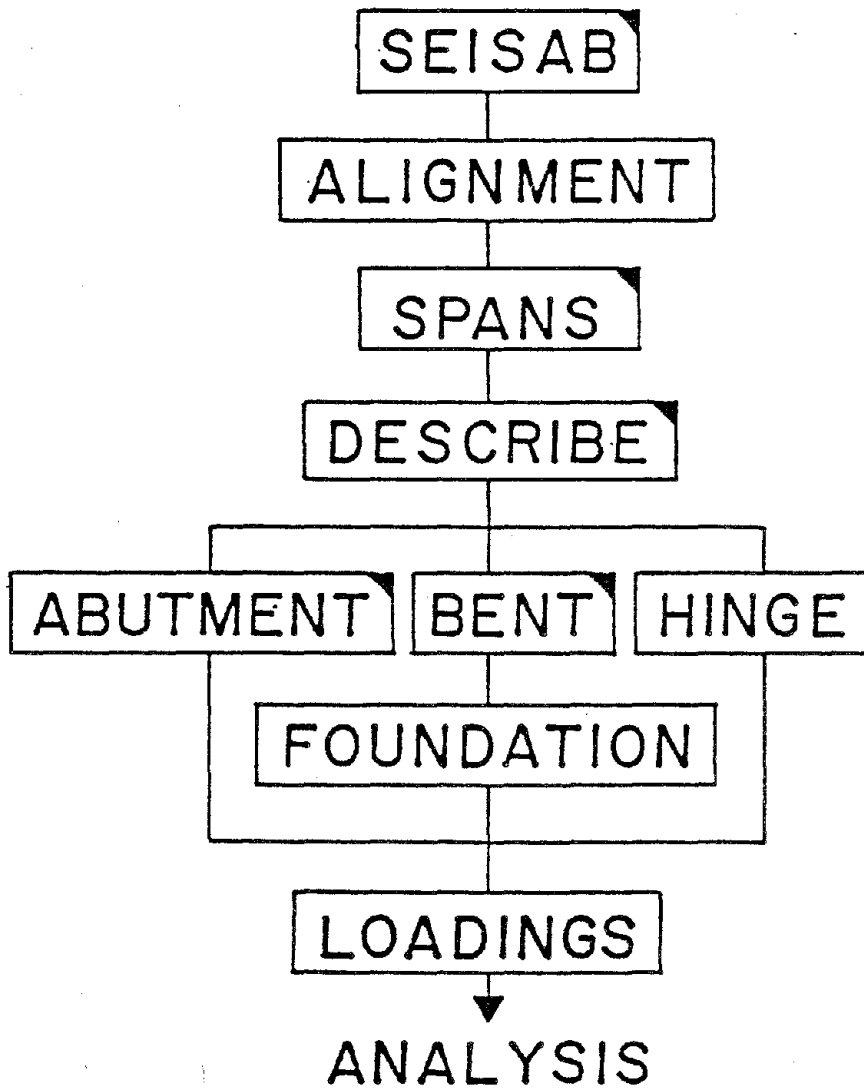 SEISAB
ALIGNMENT
SPANS
DESCRIBE
ABUTMENT BENT HINGE
FOUNDATION
LOADINGS
ANALYSIS